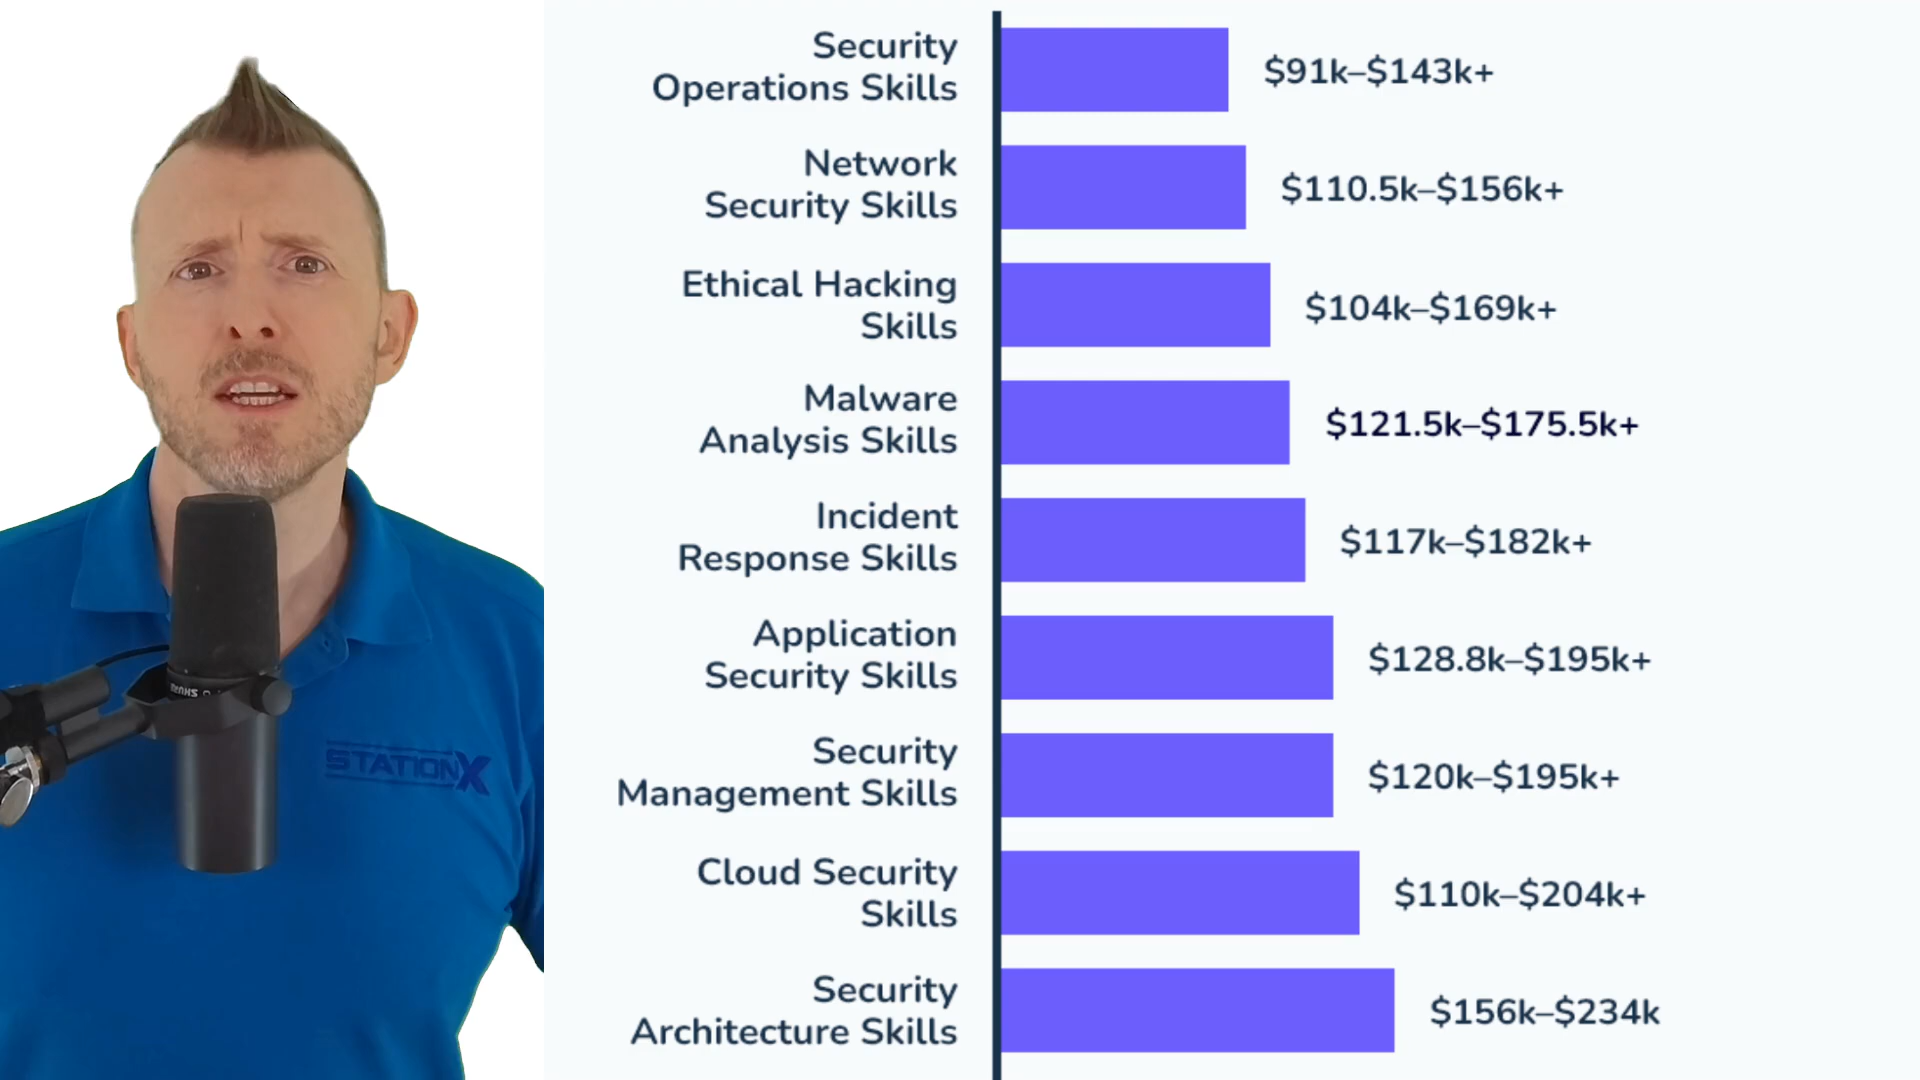 Security
Operations Skills
$91k–$143k+
Network
Security Skills
$110.5k–$156k+
Ethical Hacking
Skills
$104k–$169k+
Malware
Analysis Skills
$121.5k–$175.5k+
Incident
Response Skills
$117k–$182k+
Application
Security Skills
$128.8k–$195k+
Security
Management Skills
$120k–$195k+
Cloud Security
Skills
$110k–$204k+
Security
Architecture Skills
$156k–$234k
STATIONX